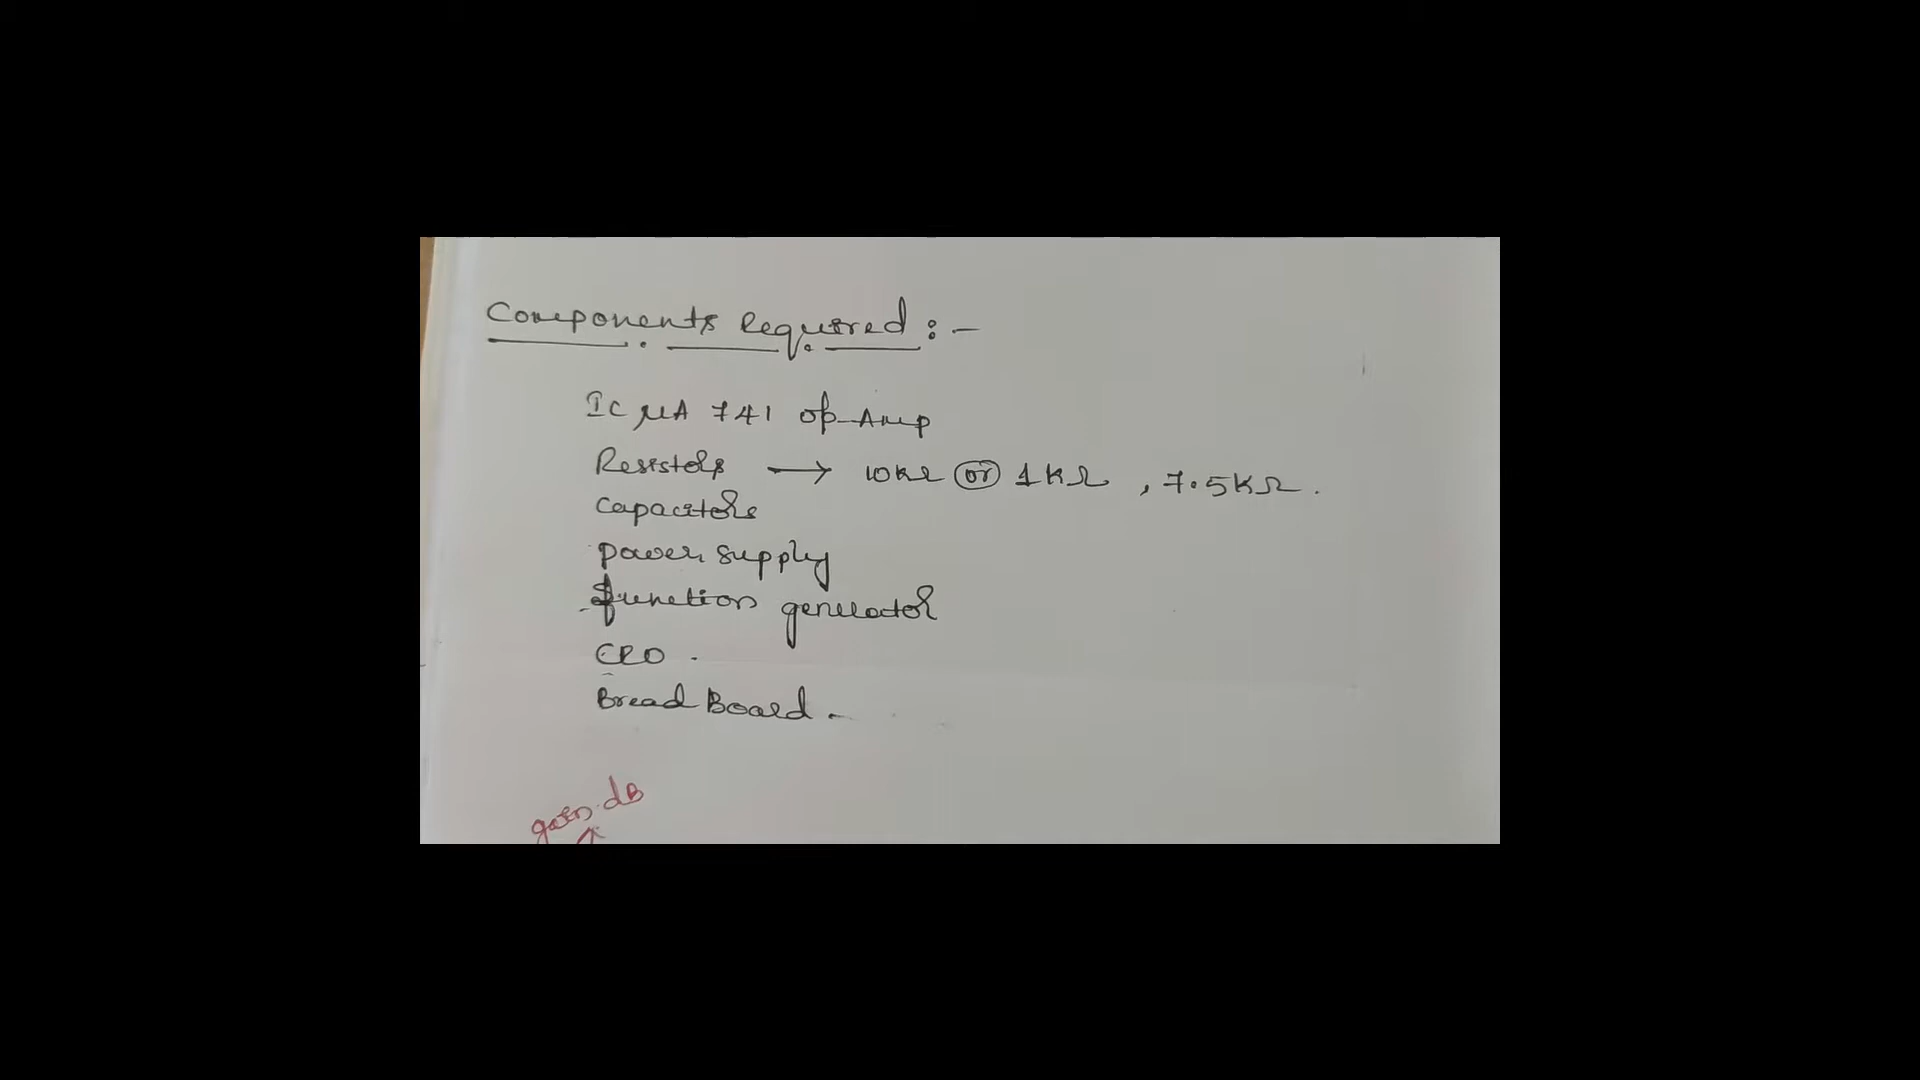 Components Required :-
IC μA 741 op-Amp
Resistors → 10KΩ or 1KΩ , 7.5KΩ.
Capacitors
power supply
function generator
CRO .
Bread Board .
gain dB